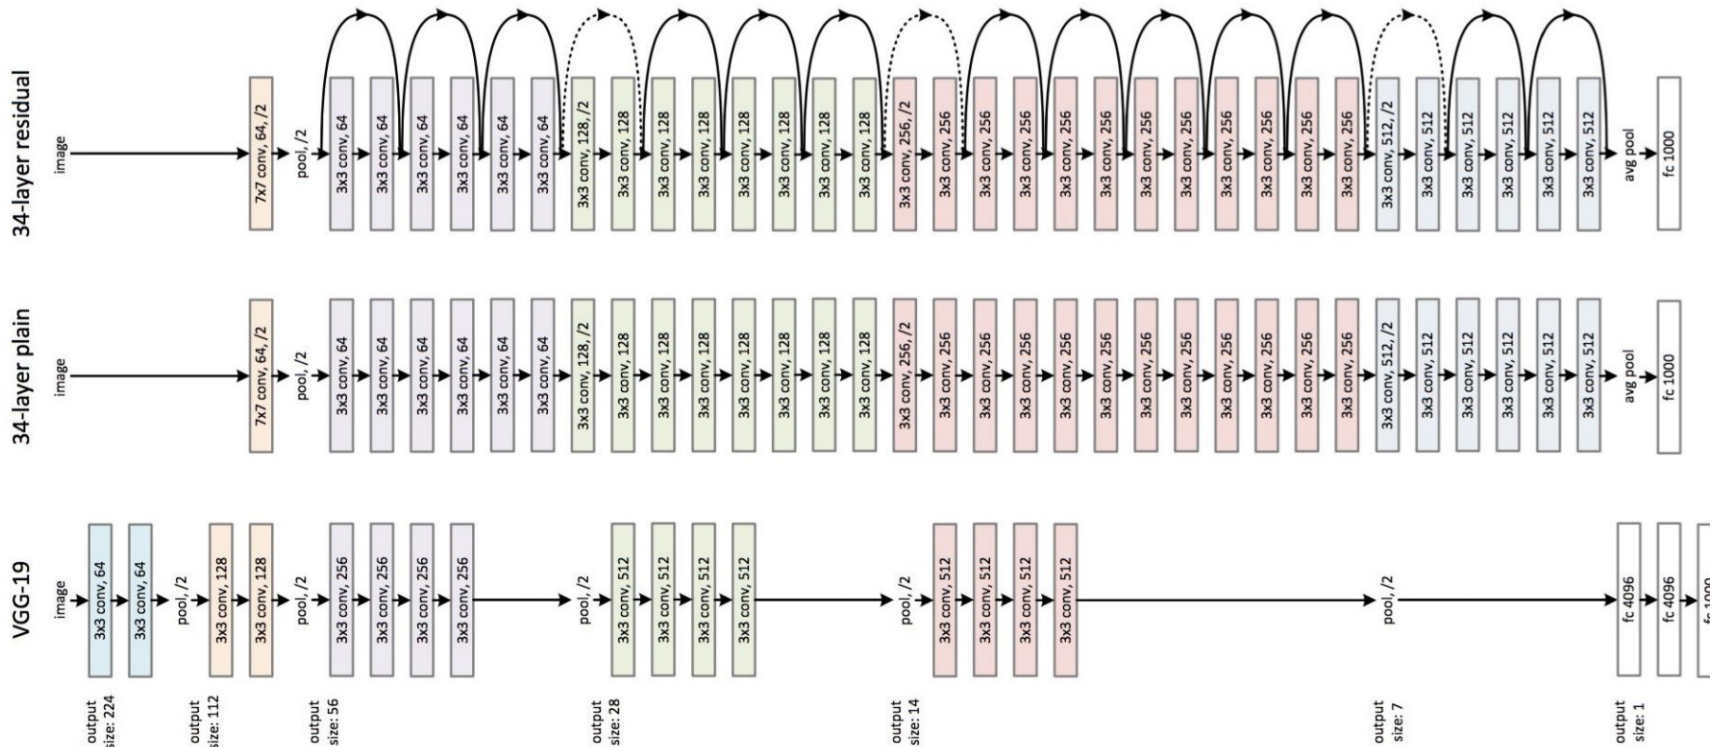 34-layer residual
image
7x7 conv, 64, /2
pool, /2
3x3 conv, 64
3x3 conv, 64
3x3 conv, 64
3x3 conv, 64
3x3 conv, 64
3x3 conv, 64
3x3 conv, 128, /2
3x3 conv, 128
3x3 conv, 128
3x3 conv, 128
3x3 conv, 128
3x3 conv, 128
3x3 conv, 128
3x3 conv, 128
3x3 conv, 256, /2
3x3 conv, 256
3x3 conv, 256
3x3 conv, 256
3x3 conv, 256
3x3 conv, 256
3x3 conv, 256
3x3 conv, 256
3x3 conv, 256
3x3 conv, 256
3x3 conv, 256
3x3 conv, 256
3x3 conv, 512, /2
3x3 conv, 512
3x3 conv, 512
3x3 conv, 512
3x3 conv, 512
3x3 conv, 512
avg pool
fc 1000
34-layer plain
image
7x7 conv, 64, /2
pool, /2
3x3 conv, 64
3x3 conv, 64
3x3 conv, 64
3x3 conv, 64
3x3 conv, 64
3x3 conv, 64
3x3 conv, 128, /2
3x3 conv, 128
3x3 conv, 128
3x3 conv, 128
3x3 conv, 128
3x3 conv, 128
3x3 conv, 128
3x3 conv, 128
3x3 conv, 256, /2
3x3 conv, 256
3x3 conv, 256
3x3 conv, 256
3x3 conv, 256
3x3 conv, 256
3x3 conv, 256
3x3 conv, 256
3x3 conv, 256
3x3 conv, 256
3x3 conv, 256
3x3 conv, 256
3x3 conv, 512, /2
3x3 conv, 512
3x3 conv, 512
3x3 conv, 512
3x3 conv, 512
3x3 conv, 512
avg pool
fc 1000
VGG-19
image
3x3 conv, 64
3x3 conv, 64
pool, /2
3x3 conv, 128
3x3 conv, 128
pool, /2
3x3 conv, 256
3x3 conv, 256
3x3 conv, 256
3x3 conv, 256
pool, /2
3x3 conv, 512
3x3 conv, 512
3x3 conv, 512
3x3 conv, 512
pool, /2
3x3 conv, 512
3x3 conv, 512
3x3 conv, 512
3x3 conv, 512
pool, /2
fc 4096
fc 4096
fc 1000
output
size: 224
output
size: 112
output
size: 56
output
size: 28
output
size: 14
output
size: 7
output
size: 1